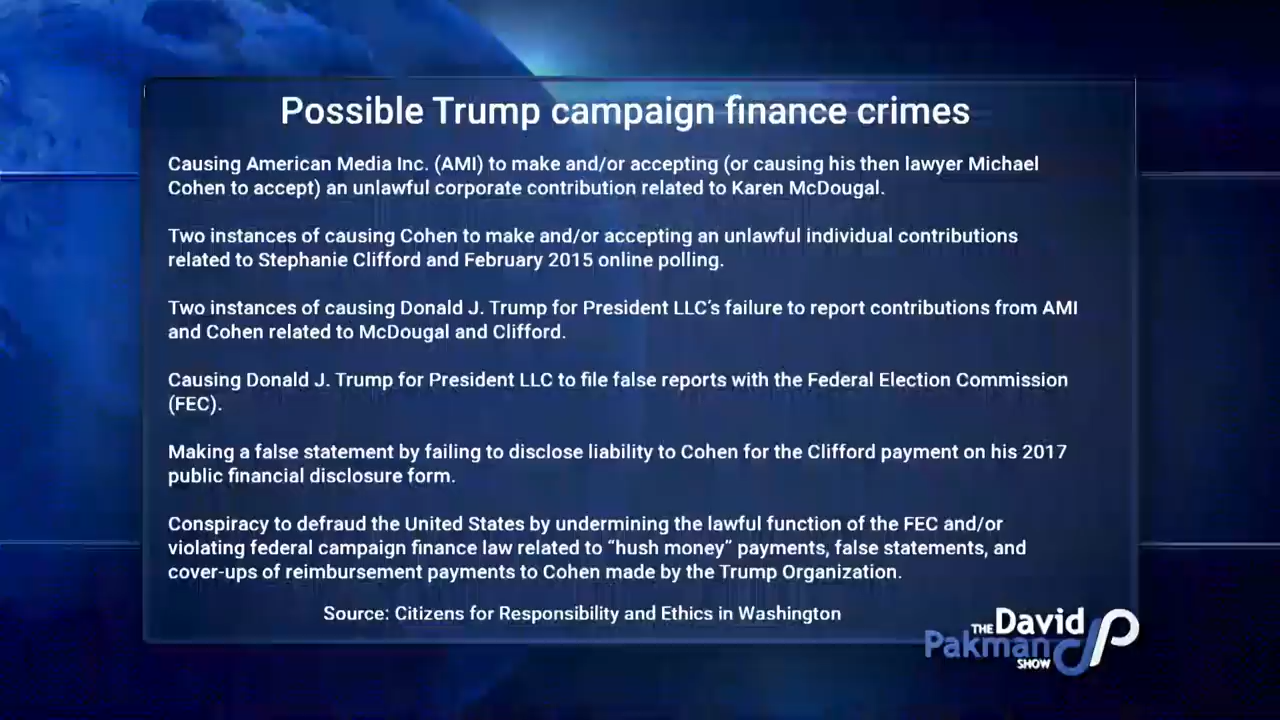 Possible Trump campaign finance crimes
Causing American Media Inc. (AMI) to make and/or accepting (or causing his then lawyer Michael
Cohen to accept) an unlawful corporate contribution related to Karen McDougal.
Two instances of causing Cohen to make and/or accepting an unlawful individual contributions
related to Stephanie Clifford and February 2015 online polling.
Two instances of causing Donald J. Trump for President LLC's failure to report contributions from AMI
and Cohen related to McDougal and Clifford.
Causing Donald J. Trump for President LLC to file false reports with the Federal Election Commission
(FEC).
Making a false statement by failing to disclose liability to Cohen for the Clifford payment on his 2017
public financial disclosure form.
Conspiracy to defraud the United States by undermining the lawful function of the FEC and/or
violating federal campaign finance law related to “hush money” payments, false statements, and
cover-ups of reimbursement payments to Cohen made by the Trump Organization.
Source: Citizens for Responsibility and Ethics in Washington
THE David
Pakman
SHOW